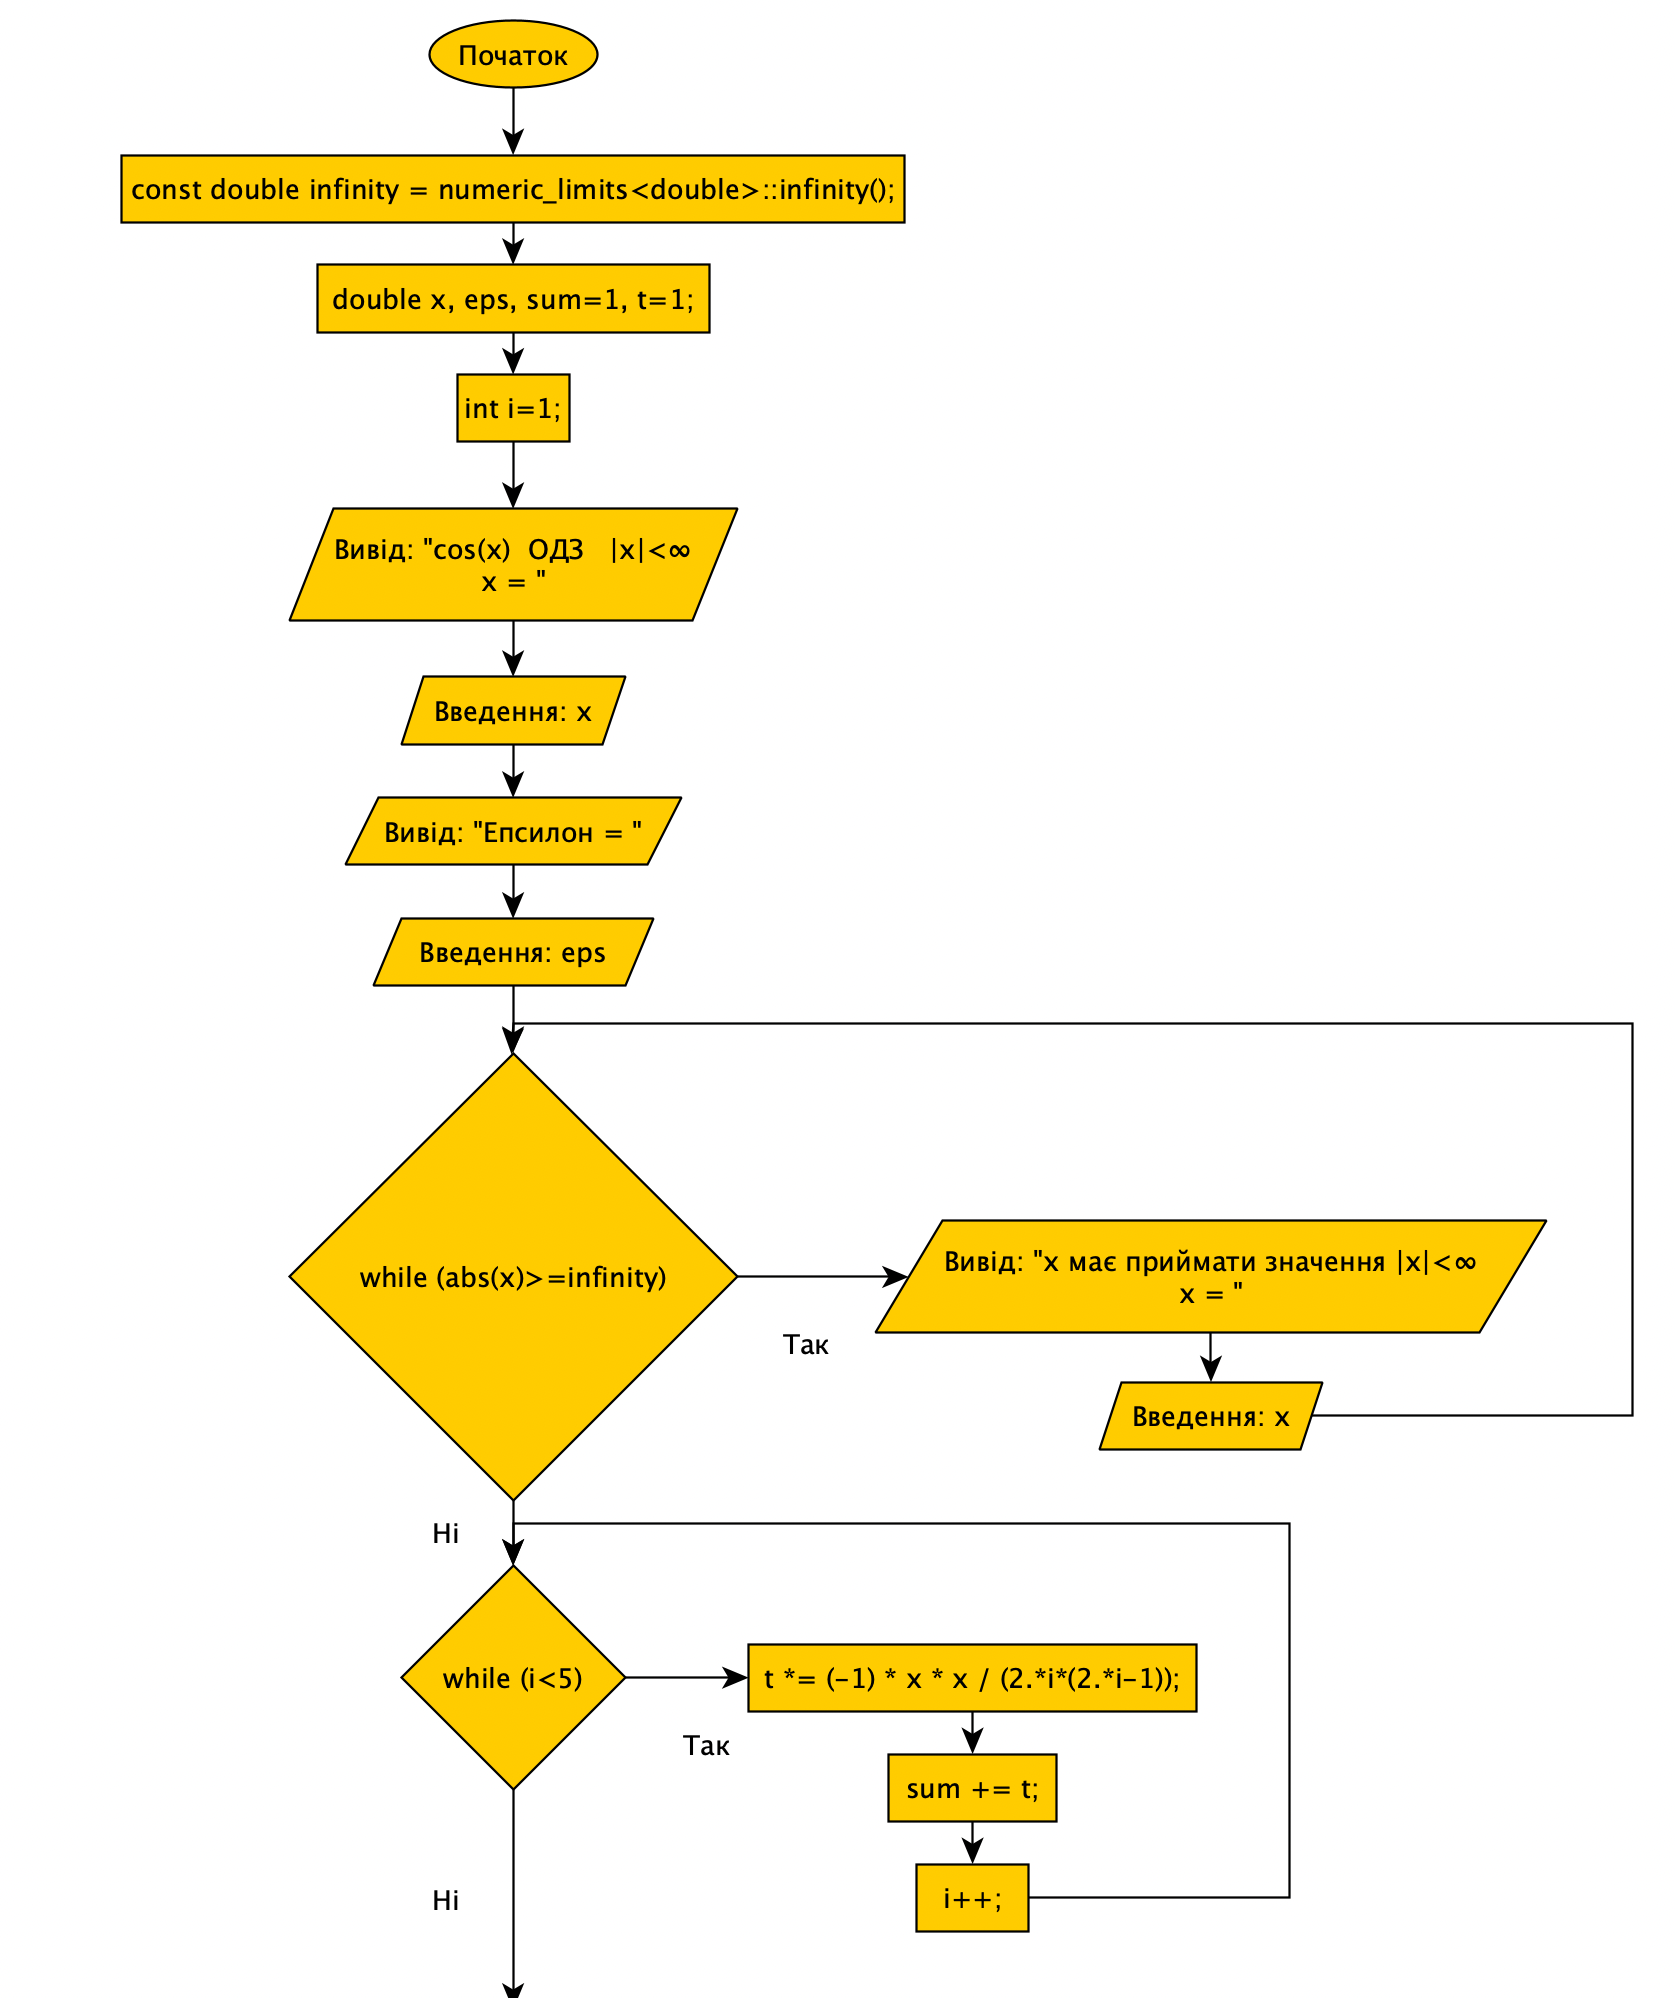 Початок
const double infinity = numeric_limits<double>::infinity();
double x, eps, sum=1, t=1;
int i=1;
Вивід: "cos(x)  ОДЗ   |x|<∞
x = "
Введення: x
Вивід: "Епсилон = "
Введення: eps
while (abs(x)>=infinity)
Вивід: "x має приймати значення |x|<∞
x = "
Так
Введення: x
Ні
while (i<5)
t *= (-1) * x * x / (2.*i*(2.*i-1));
Так
sum += t;
i++;
Ні